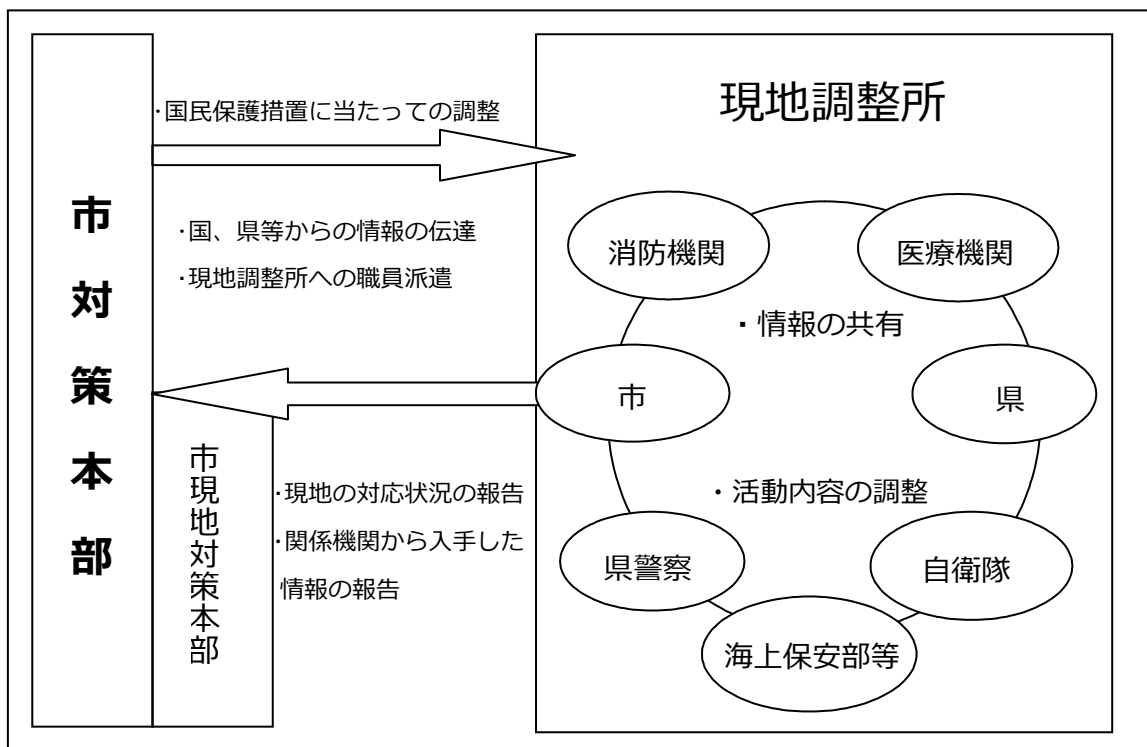 市対策本部
・国民保護措置に当たっての調整
・国、県等からの情報の伝達
・現地調整所への職員派遣
市現地対策本部
・現地の対応状況の報告
・関係機関から入手した
情報の報告
現地調整所
消防機関
医療機関
・情報の共有
市
県
・活動内容の調整
県警察
自衛隊
海上保安部等